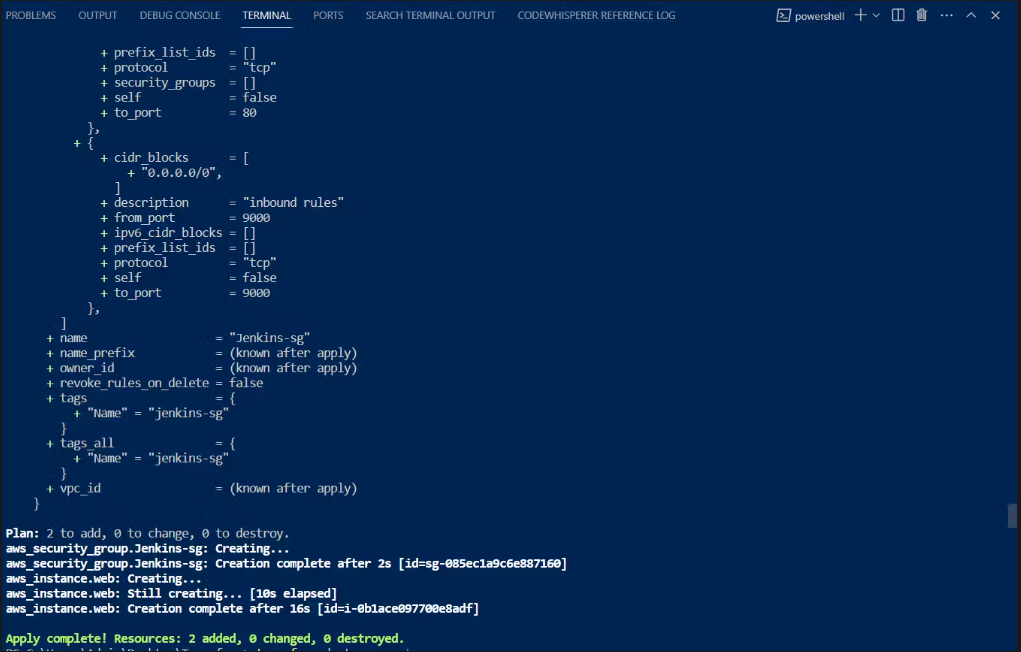 PROBLEMS OUTPUT DEBUG CONSOLE TERMINAL PORTS SEARCH TERMINAL OUTPUT CODEWHISPERER REFERENCE LOG powershell
+ prefix_list_ids = []
+ protocol = "tcp"
+ security_groups = []
+ self = false
+ to_port = 80
},
+ {
+ cidr_blocks = [
+ "0.0.0.0/0",
]
+ description = "inbound rules"
+ from_port = 9000
+ ipv6_cidr_blocks = []
+ prefix_list_ids = []
+ protocol = "tcp"
+ self = false
+ to_port = 9000
},
]
+ name = "Jenkins-sg"
+ name_prefix = (known after apply)
+ owner_id = (known after apply)
+ revoke_rules_on_delete = false
+ tags = {
+ "Name" = "jenkins-sg"
}
+ tags_all = {
+ "Name" = "jenkins-sg"
}
+ vpc_id = (known after apply)
}
Plan: 2 to add, 0 to change, 0 to destroy.
aws_security_group.Jenkins-sg: Creating...
aws_security_group.Jenkins-sg: Creation complete after 2s [id=sg-085ec1a9c6e887160]
aws_instance.web: Creating...
aws_instance.web: Still creating... [10s elapsed]
aws_instance.web: Creation complete after 16s [id=i-0b1ace097700e8adf]
Apply complete! Resources: 2 added, 0 changed, 0 destroyed.